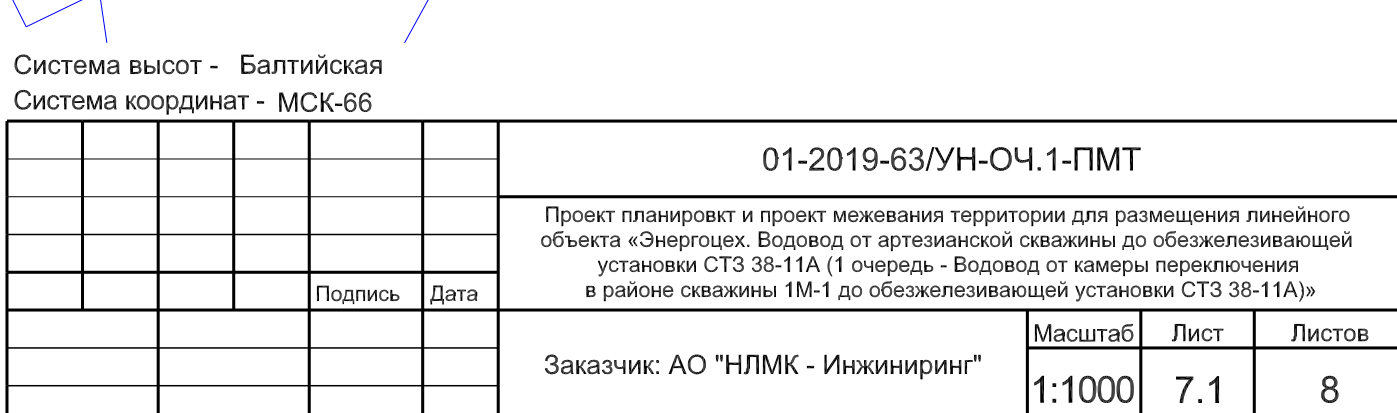 Система высот - Балтийская
Система координат - МСК-66
01-2019-63/УН-ОЧ.1-ПМТ
Проект планировкт и проект межевания территории для размещения линейного
объекта «Энергоцех. Водовод от артезианской скважины до обезжелезивающей
установки СТЗ 38-11А (1 очередь - Водовод от камеры переключения
в районе скважины 1М-1 до обезжелезивающей установки СТЗ 38-11А)»
Подпись Дата
Заказчик: АО "НЛМК - Инжиниринг"
Масштаб Лист Листов
1:1000 7.1 8